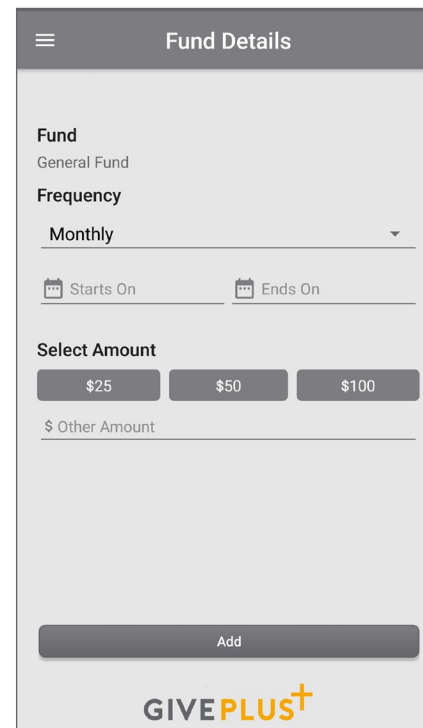 Fund Details
Fund
General Fund
Frequency
Monthly
Starts On Ends On
Select Amount
$25 $50 $100
$ Other Amount
Add
GIVEPLUS+